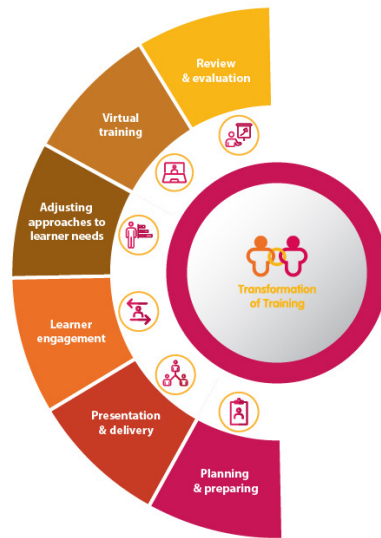 Review
& evaluation
Virtual
training
Adjusting
approaches to
learner needs
Transformation
of Training
Learner
engagement
Presentation
& delivery
Planning
& preparing